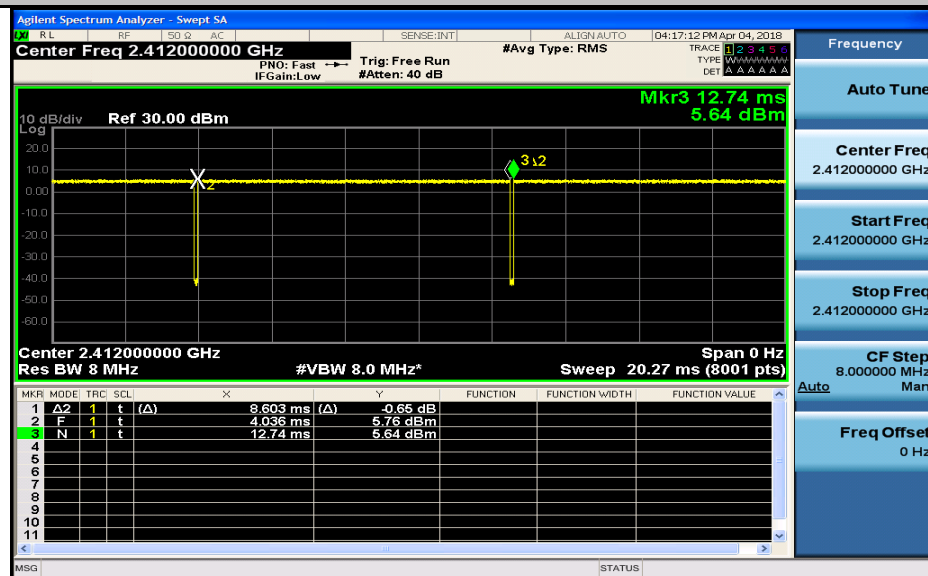 Agilent Spectrum Analyzer - Swept SA
LXI RL RF 50 Ω AC SENSE:INT ALIGN AUTO 04:17:12 PM Apr 04, 2018
Center Freq 2.412000000 GHz #Avg Type: RMS TRACE 1 2 3 4 5 6
PNO: Fast Trig: Free Run TYPE W
IFGain:Low #Atten: 40 dB DET A A A A A A
Mkr3 12.74 ms
10 dB/div Ref 30.00 dBm 5.64 dBm
Log
20.0
10.0
0.00
-10.0
-20.0
-30.0
-40.0
-50.0
-60.0
2
3 1Δ2
Center 2.412000000 GHz Span 0 Hz
Res BW 8 MHz #VBW 8.0 MHz* Sweep 20.27 ms (8001 pts)
MKR MODE TRC SCL X Y FUNCTION FUNCTION WIDTH FUNCTION VALUE
1 Δ2 1 t (Δ) 8.603 ms (Δ) -0.65 dB
2 F 1 t 4.036 ms 5.76 dBm
3 N 1 t 12.74 ms 5.64 dBm
4
5
6
7
8
9
10
11
MSG STATUS
Frequency
Auto Tune
Center Freq
2.412000000 GHz
Start Freq
2.412000000 GHz
Stop Freq
2.412000000 GHz
CF Step
8.000000 MHz
Auto Man
Freq Offset
0 Hz